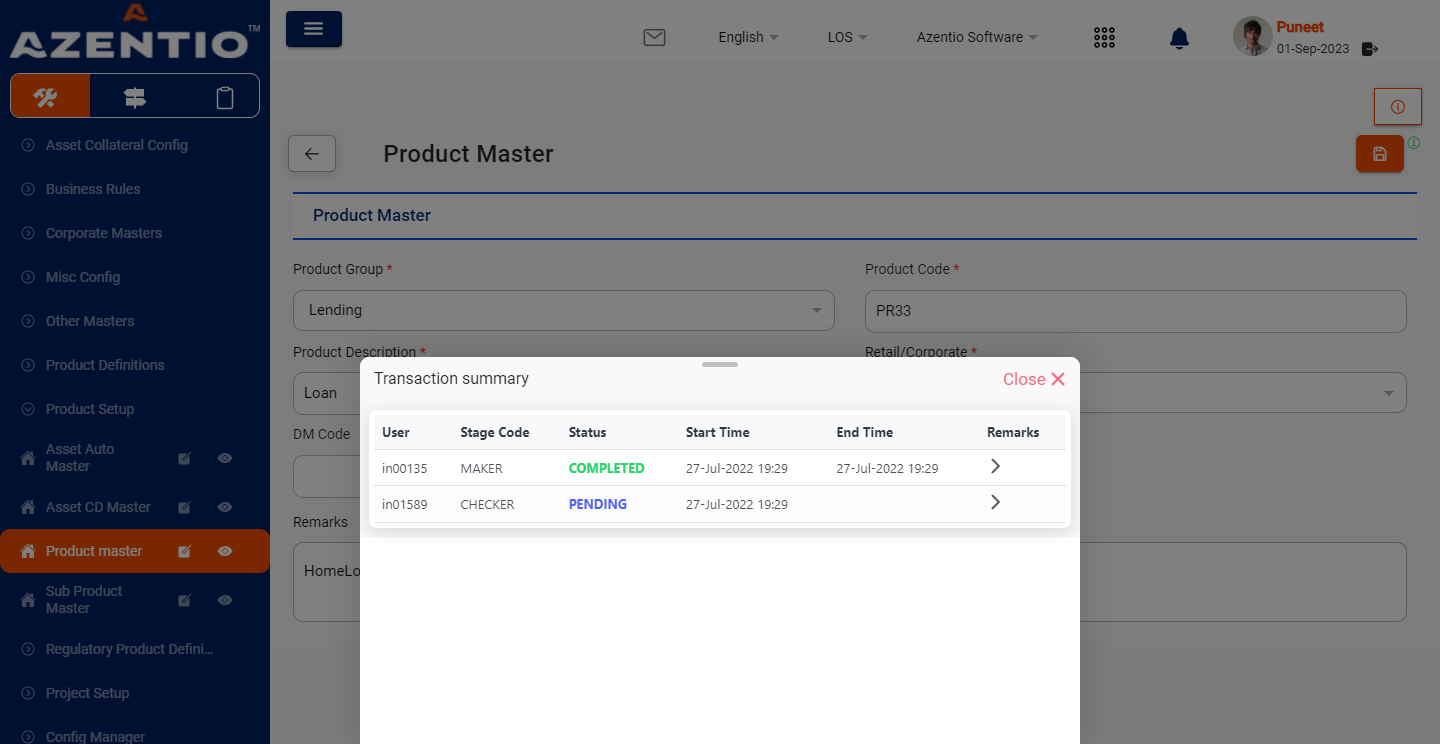 AZENTIO™
English
LOS
Azentio Software
Puneet
01-Sep-2023
Asset Collateral Config
Business Rules
Corporate Masters
Misc Config
Other Masters
Product Definitions
Product Setup
Asset Auto
Master
Asset CD Master
Product master
Sub Product
Master
Regulatory Product Defini...
Project Setup
Config Manager
Product Master
Product Master
Product Group *
Product Code *
Lending
PR33
Product Description *
Retail/Corporate *
Loan
DM Code
Remarks
HomeLo
Transaction summary
Close
User Stage Code Status Start Time End Time Remarks
in00135 MAKER COMPLETED 27-Jul-2022 19:29 27-Jul-2022 19:29
in01589 CHECKER PENDING 27-Jul-2022 19:29